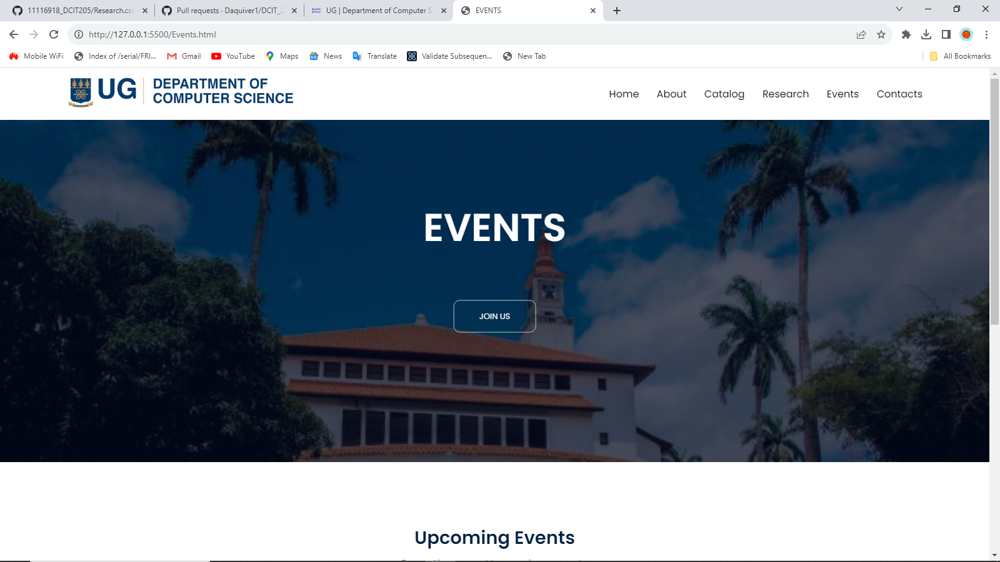 11116918_DCIT205/Research.css
Pull requests · Daquiver1/DCIT_2
UG | Department of Computer S
EVENTS
http://127.0.0.1:5500/Events.html
Mobile WiFi
Index of /serial/FRI...
Gmail
YouTube
Maps
News
Translate
Validate Subsequen...
New Tab
All Bookmarks
UG
DEPARTMENT OF
COMPUTER SCIENCE
Home
About
Catalog
Research
Events
Contacts
EVENTS
JOIN US
Upcoming Events